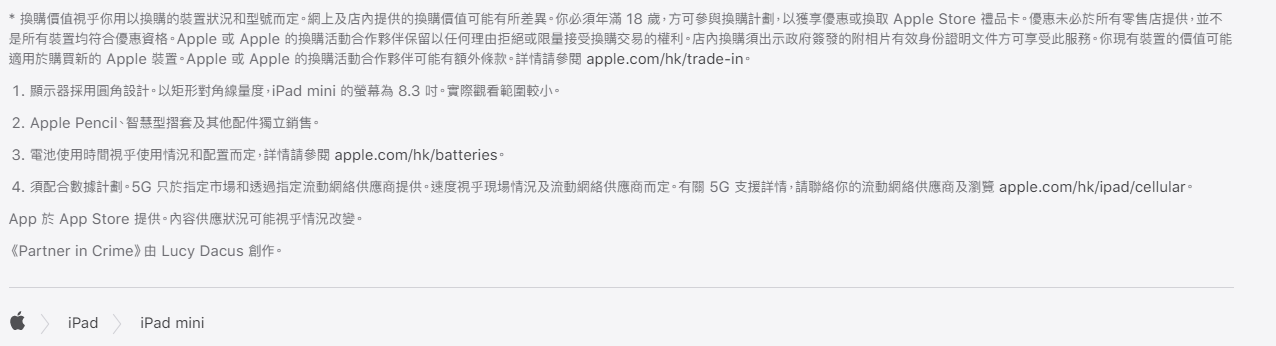 * 換購價值視乎你用以換購的裝置狀況和型號而定。網上及店內提供的換購價值可能有所差異。你必須年滿 18 歲，方可參與換購計劃，以獲享優惠或換取 Apple Store 禮品卡。優惠未必於所有零售店提供，並不
是所有裝置均符合優惠資格。Apple 或 Apple 的換購活動合作夥伴保留以任何理由拒絕或限量接受換購交易的權利。店內換購須出示政府簽發的附相片有效身份證明文件方可享受此服務。你現有裝置的價值可能
適用於購買新的 Apple 裝置。Apple 或 Apple 的換購活動合作夥伴可能有額外條款。詳情請參閱 apple.com/hk/trade-in。
1. 顯示器採用圓角設計。以矩形對角線量度，iPad mini 的螢幕為 8.3 吋。實際觀看範圍較小。
2. Apple Pencil、智慧型摺套及其他配件獨立銷售。
3. 電池使用時間視乎使用情況和配置而定，詳情請參閱 apple.com/hk/batteries。
4. 須配合數據計劃。5G 只於指定市場和透過指定流動網絡供應商提供。速度視乎現場情況及流動網絡供應商而定。有關 5G 支援詳情，請聯絡你的流動網絡供應商及瀏覽 apple.com/hk/ipad/cellular。
App 於 App Store 提供。內容供應狀況可能視乎情況改變。
《Partner in Crime》由 Lucy Dacus 創作。
iPad iPad mini